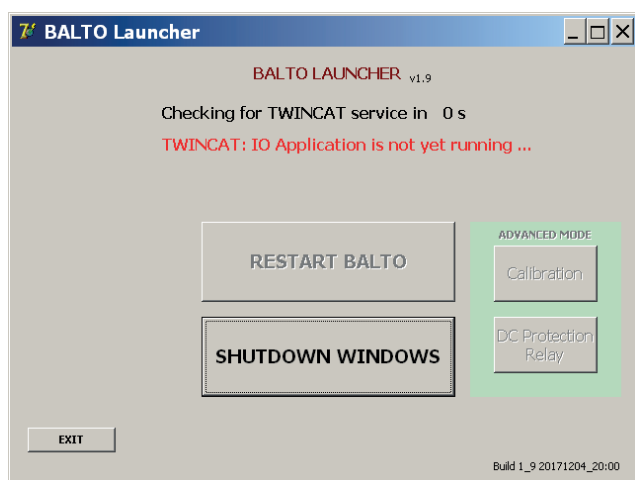 BALTO Launcher
BALTO LAUNCHER v1.9
Checking for TWINCAT service in 0 s
TWINCAT: IO Application is not yet running ...
RESTART BALTO
SHUTDOWN WINDOWS
ADVANCED MODE
Calibration
DC Protection
Relay
EXIT
Build 1_9 20171204_20:00